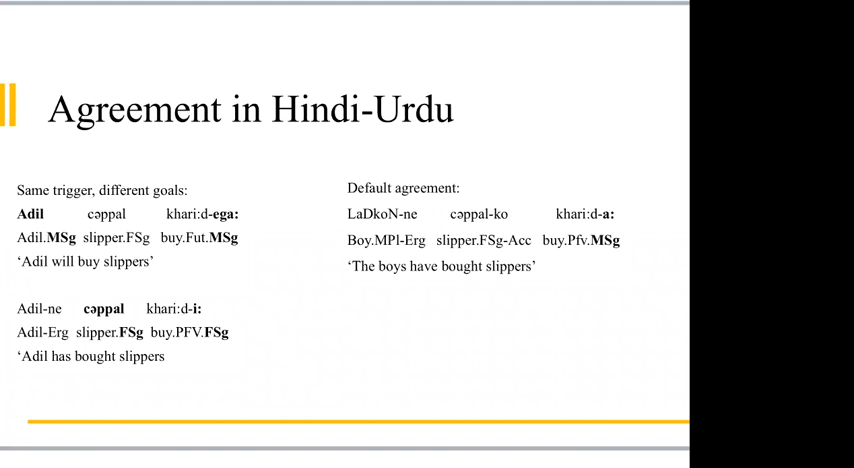 Agreement in Hindi-Urdu
Same trigger, different goals:
Adil cəppal khari:d-ega:
Adil.MSg slipper.FSg buy.Fut.MSg
‘Adil will buy slippers’
Adil-ne cəppal khari:d-i:
Adil-Erg slipper.FSg buy.PFV.FSg
‘Adil has bought slippers
Default agreement:
LaDkoN-ne cəppal-ko khari:d-a:
Boy.MPl-Erg slipper.FSg-Acc buy.Pfv.MSg
‘The boys have bought slippers’